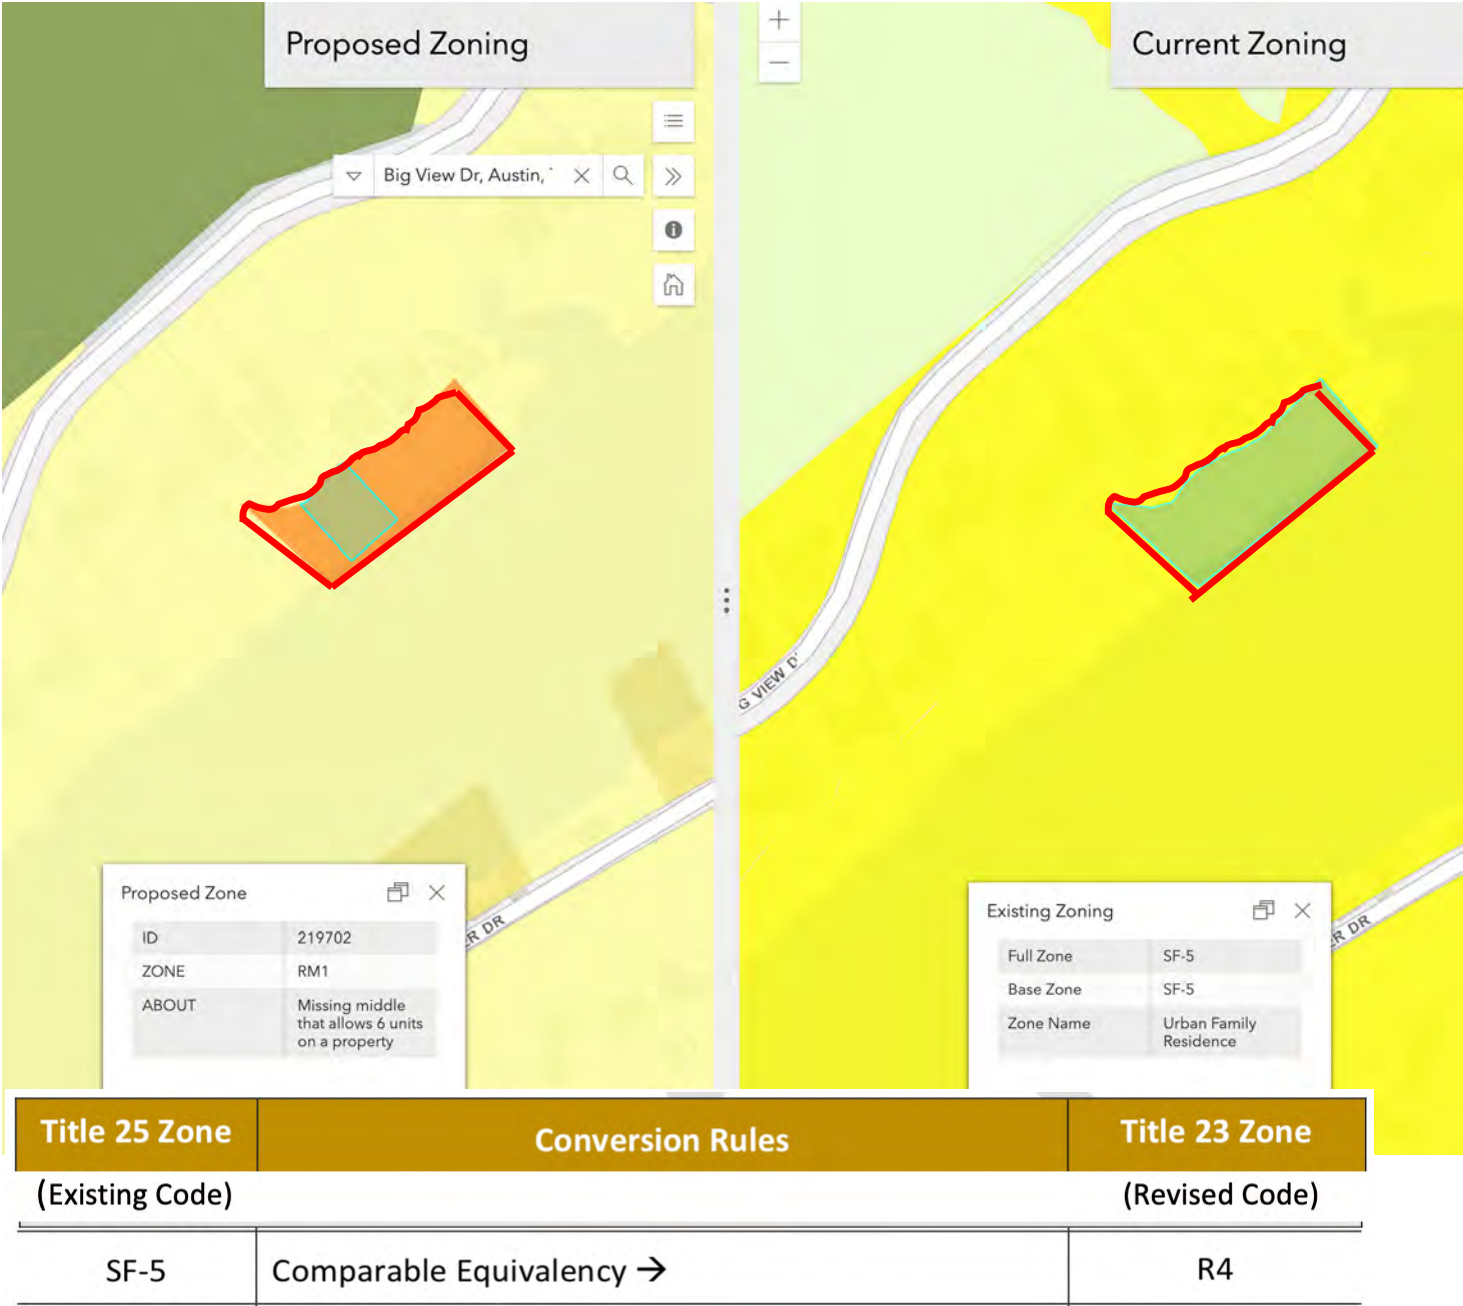 Proposed Zoning
Current Zoning
Big View Dr, Austin,
G VIEW D
Proposed Zone
ID 219702
ZONE RM1
ABOUT Missing middle
that allows 6 units
on a property
R DR
Existing Zoning
Full Zone SF-5
Base Zone SF-5
Zone Name Urban Family
Residence
R DR
Title 25 Zone Conversion Rules Title 23 Zone
(Existing Code) (Revised Code)
SF-5 Comparable Equivalency → R4